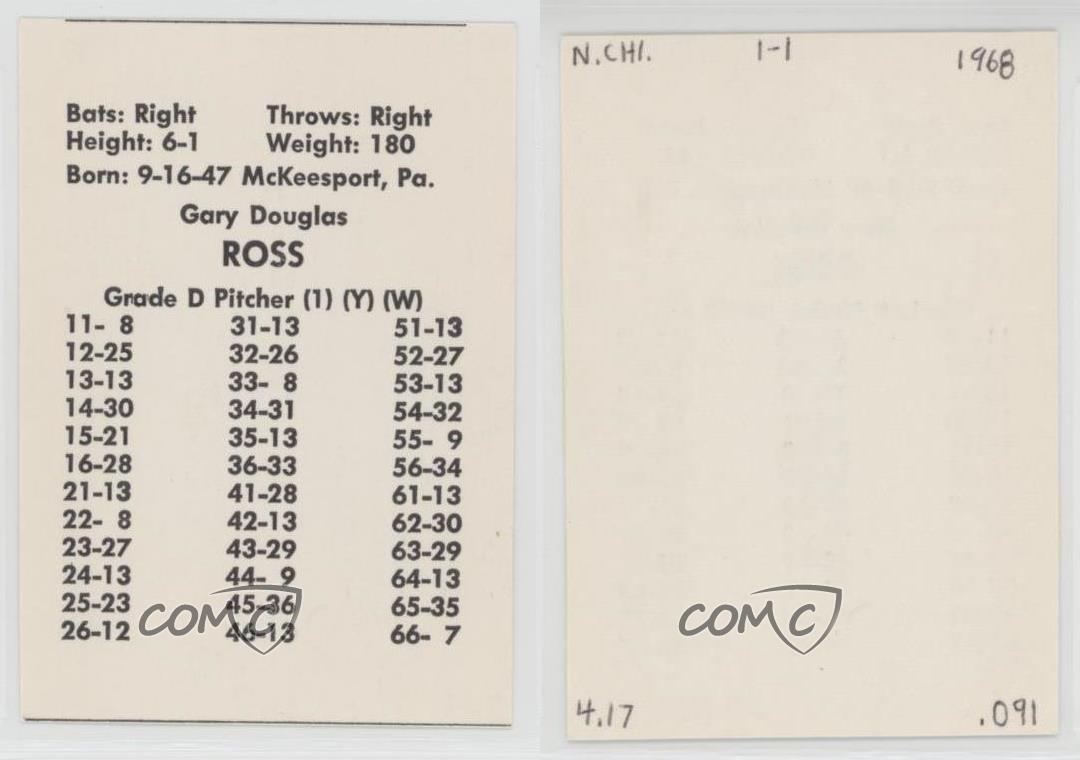 Bats: Right Throws: Right
Height: 6-1 Weight: 180
Born: 9-16-47 McKeesport, Pa.
Gary Douglas
ROSS
Grade D Pitcher (1) (Y) (W)
11- 8 31-13 51-13
12-25 32-26 52-27
13-13 33- 8 53-13
14-30 34-31 54-32
15-21 35-13 55- 9
16-28 36-33 56-34
21-13 41-28 61-13
22- 8 42-13 62-30
23-27 43-29 63-29
24-13 44- 9 64-13
25-23 45-36 65-35
26-12 46-13 66- 7
COMC
N.CHI. 1-1 1968
COMC
4.17 .091